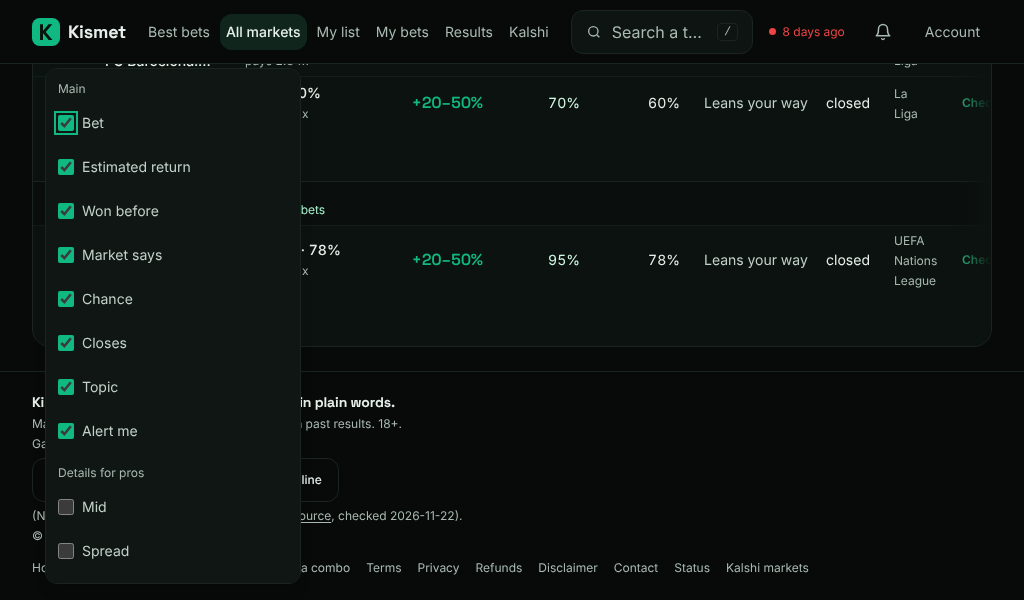 Kismet
Best bets
All markets
My list
My bets
Results
Kalshi
Search a t...
/
8 days ago
Account
Main
Bet
Estimated return
Won before
Market says
Chance
Closes
Topic
Alert me
Details for pros
Mid
Spread
0%
x
+20–50%
70%
60%
Leans your way
closed
La
Liga
bets
· 78%
x
+20–50%
95%
78%
Leans your way
closed
UEFA
Nations
League
in plain words.
past results. 18+.
line
ource, checked 2026-11-22).
©
a combo
Terms
Privacy
Refunds
Disclaimer
Contact
Status
Kalshi markets